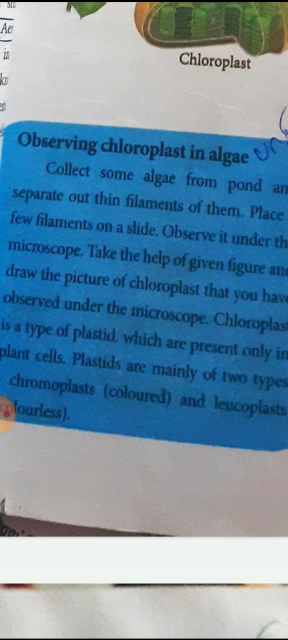 Aer
in
Chloroplast
Observing chloroplast in algae
Collect some algae from pond an
separate out thin filaments of them. Place
few filaments on a slide. Observe it under th
microscope. Take the help of given figure and
draw the picture of chloroplast that you have
observed under the microscope. Chloroplas
is a type of plastid which are present only in
plant cells. Plastids are mainly of two types
chromoplasts (coloured) and leucoplasts
lourless).